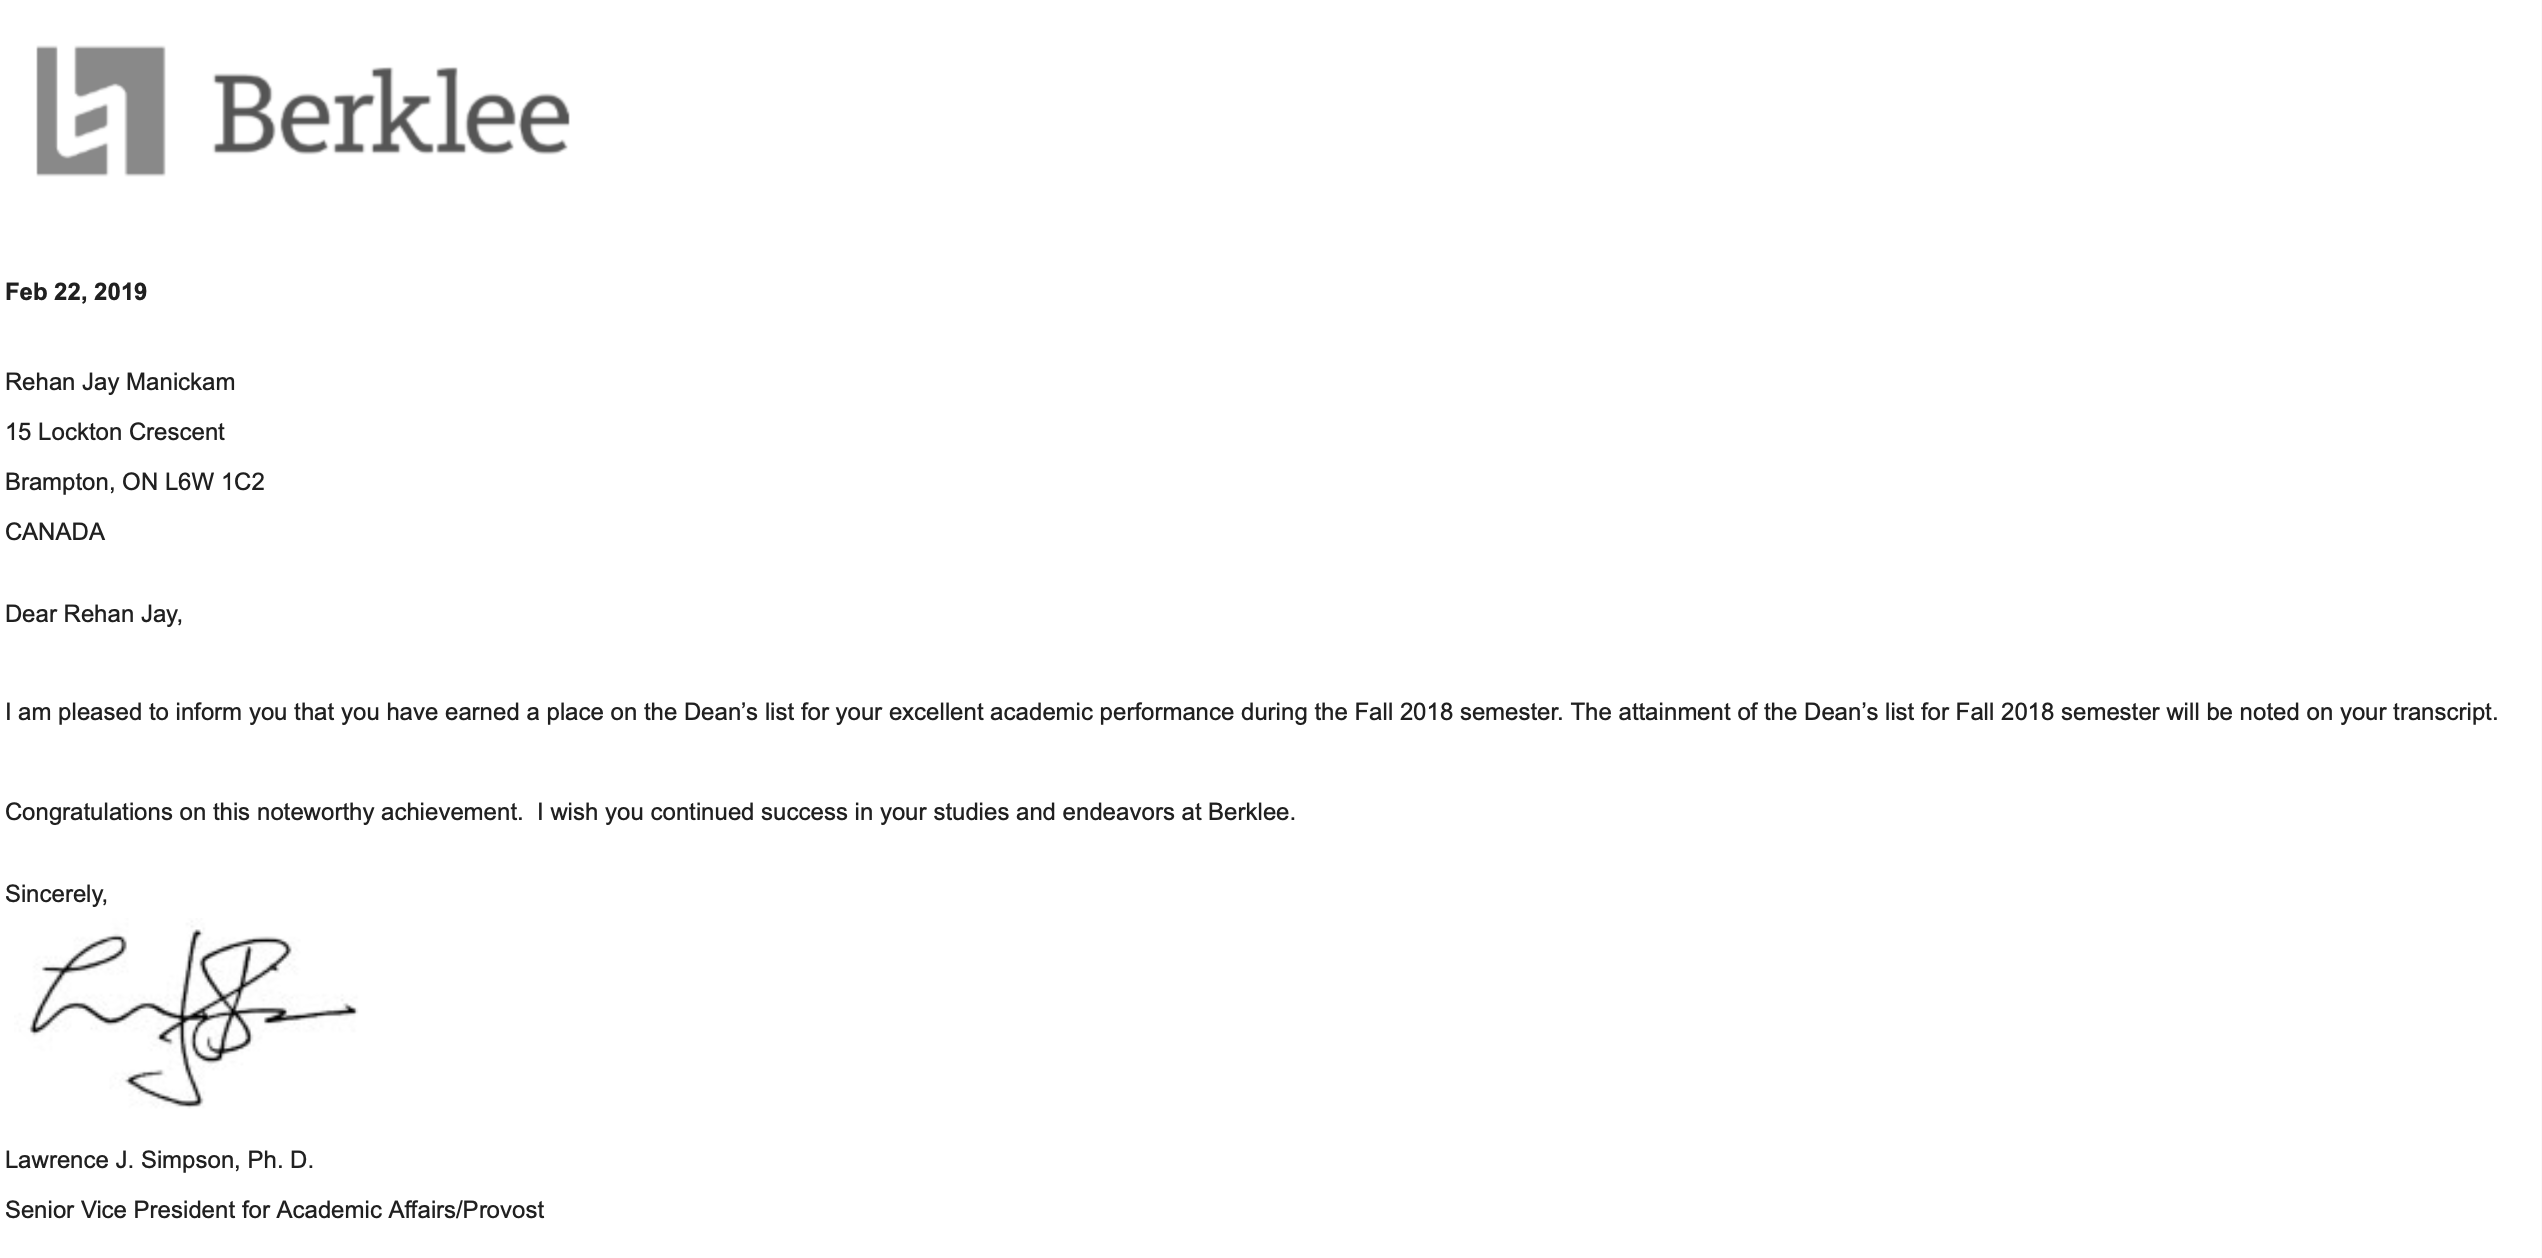 Berklee
Feb 22, 2019
Rehan Jay Manickam
15 Lockton Crescent
Brampton, ON L6W 1C2
CANADA
Dear Rehan Jay,
I am pleased to inform you that you have earned a place on the Dean’s list for your excellent academic performance during the Fall 2018 semester. The attainment of the Dean’s list for Fall 2018 semester will be noted on your transcript.
Congratulations on this noteworthy achievement.  I wish you continued success in your studies and endeavors at Berklee.
Sincerely,
Lawrence J. Simpson, Ph. D.
Senior Vice President for Academic Affairs/Provost